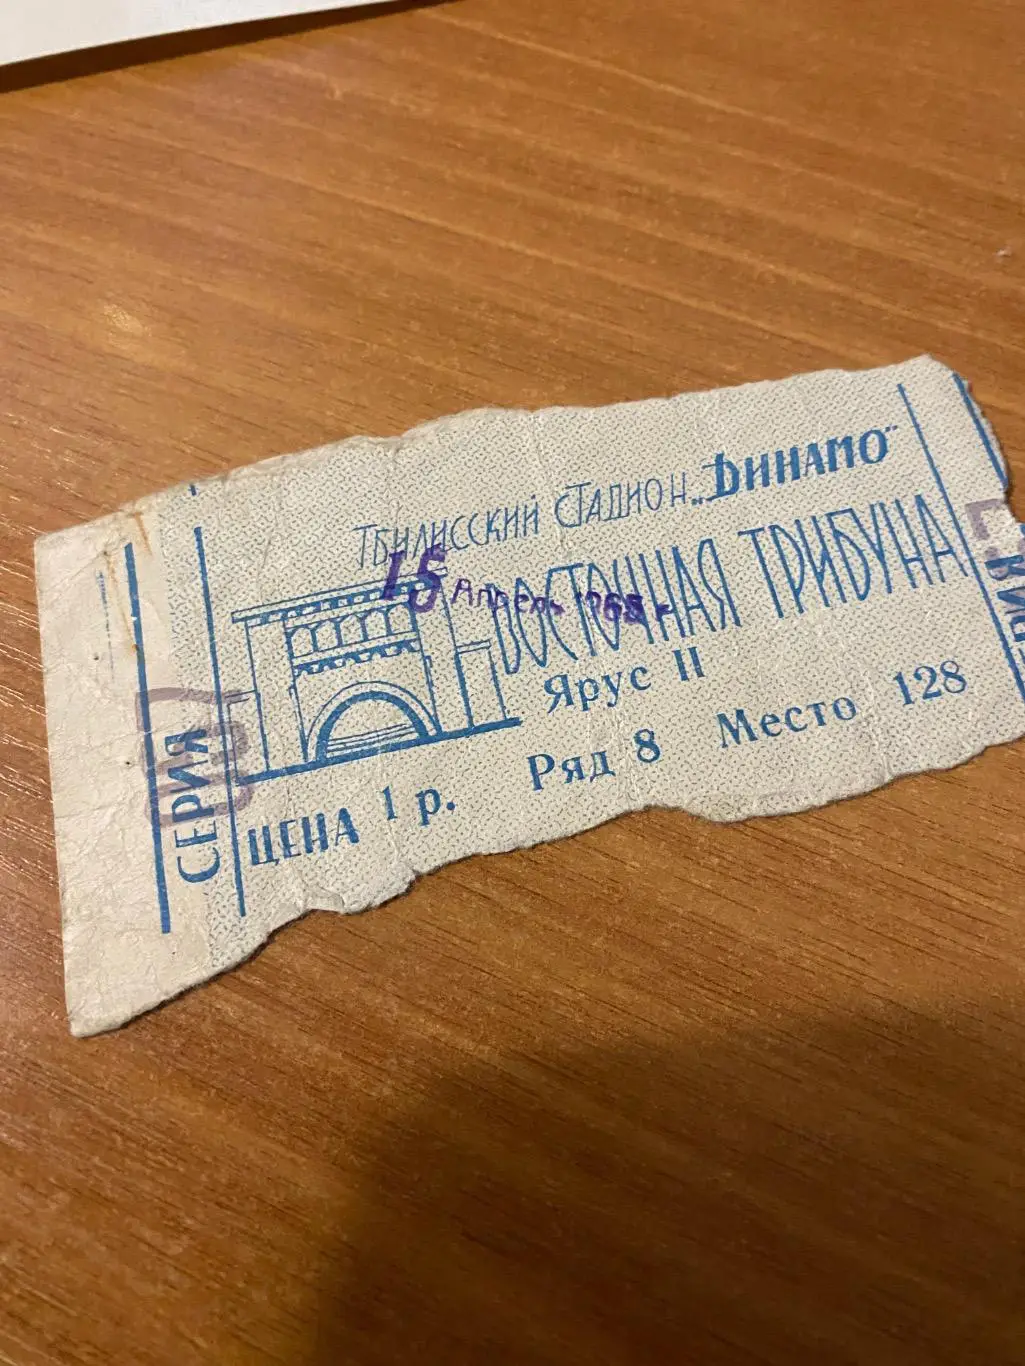 ТБИЛИССКИЙ СТАДИОН „ДИНАМО"
15 Апрель 1968 г.
ВОСТОЧНАЯ ТРИБУНА
Ярус II
Ряд 8 Место 128
ЦЕНА 1 р.
СЕРИЯ